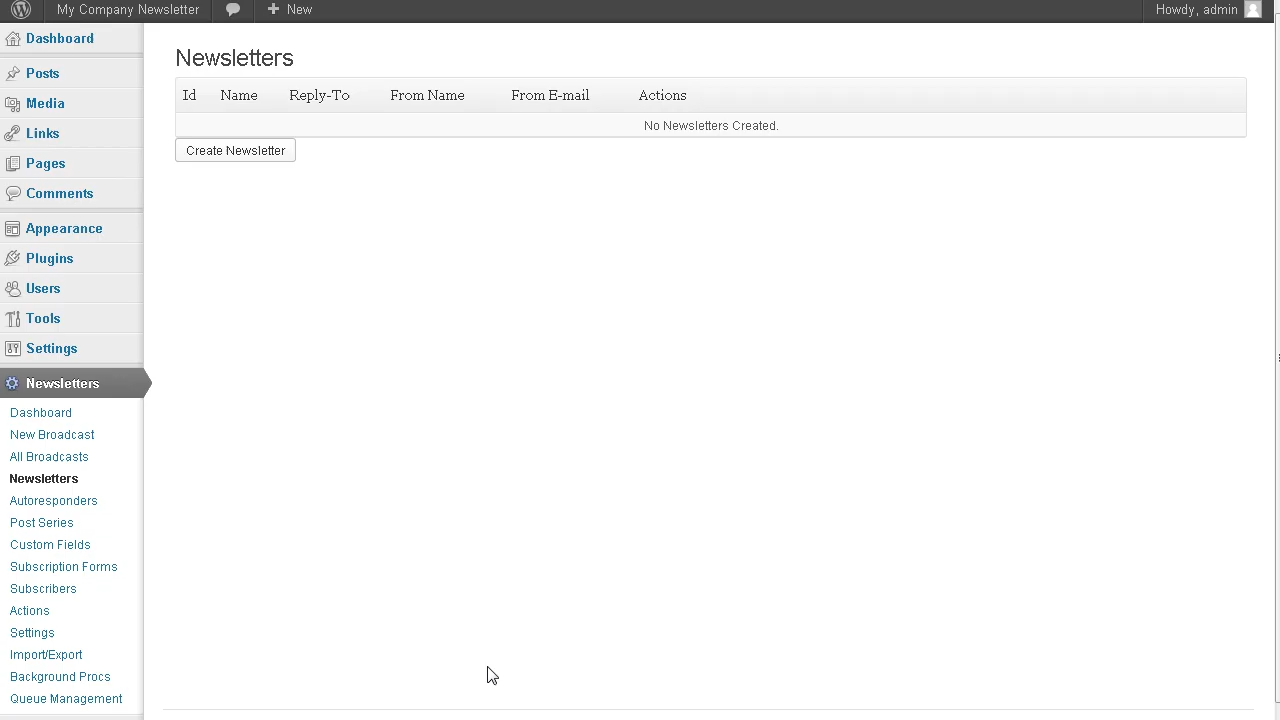 My Company Newsletter New Howdy, admin
Dashboard
Posts
Media
Links
Pages
Comments
Appearance
Plugins
Users
Tools
Settings
Newsletters
Dashboard
New Broadcast
All Broadcasts
Newsletters
Autoresponders
Post Series
Custom Fields
Subscription Forms
Subscribers
Actions
Settings
Import/Export
Background Procs
Queue Management
Newsletters
Id Name Reply-To From Name From E-mail Actions
No Newsletters Created.
Create Newsletter